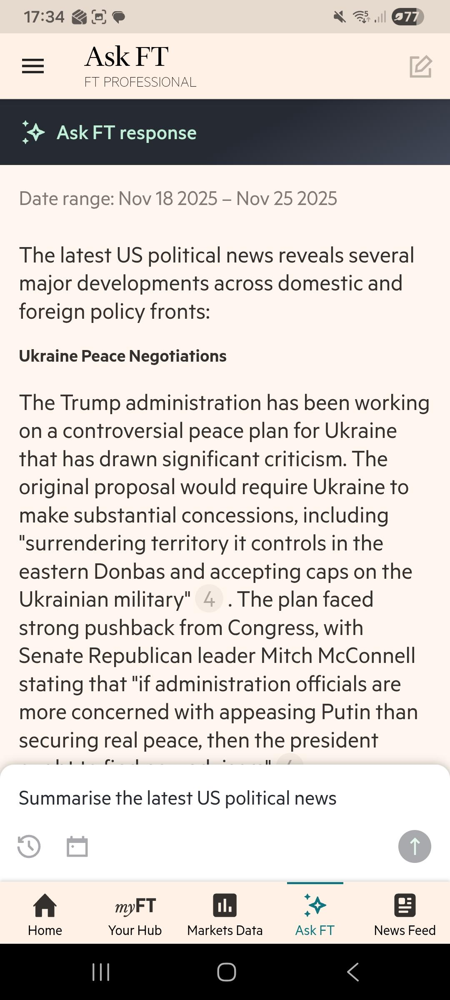 17:34
5
77
Ask FT
FT PROFESSIONAL
Ask FT response
Date range: Nov 18 2025 – Nov 25 2025
The latest US political news reveals several
major developments across domestic and
foreign policy fronts:
Ukraine Peace Negotiations
The Trump administration has been working
on a controversial peace plan for Ukraine
that has drawn significant criticism. The
original proposal would require Ukraine to
make substantial concessions, including
"surrendering territory it controls in the
eastern Donbas and accepting caps on the
Ukrainian military" 4 . The plan faced
strong pushback from Congress, with
Senate Republican leader Mitch McConnell
stating that "if administration officials are
more concerned with appeasing Putin than
securing real peace, then the president
Summarise the latest US political news
myFT
Home
Your Hub
Markets Data
Ask FT
News Feed